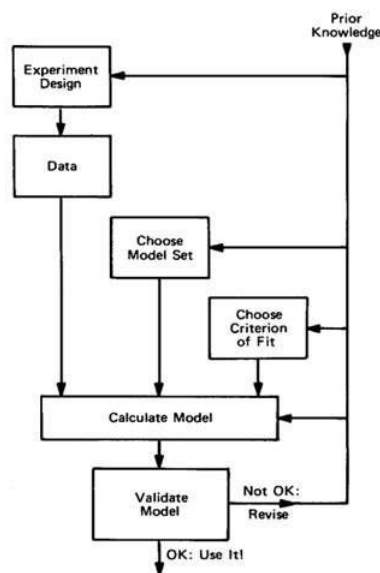 Prior
Knowledge
Experiment
Design
Data
Choose
Model Set
Choose
Criterion
of Fit
Calculate Model
Validate
Model
Not OK:
Revise
OK: Use It!